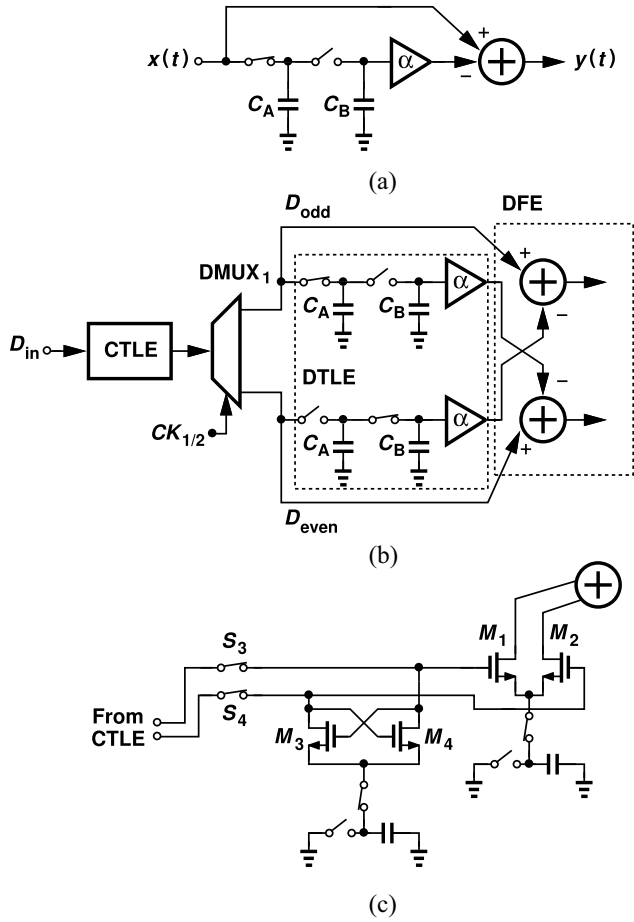 x(t)
C_A
C_B
α
+
−
y(t)
(a)
D_odd
DFE
DMUX_1
+
−
C_A
C_B
α
D_in
CTLE
DTLE
CK_1/2
C_A
C_B
α
−
+
D_even
(b)
S_3
M_1
M_2
From
CTLE
S_4
M_3
M_4
(c)